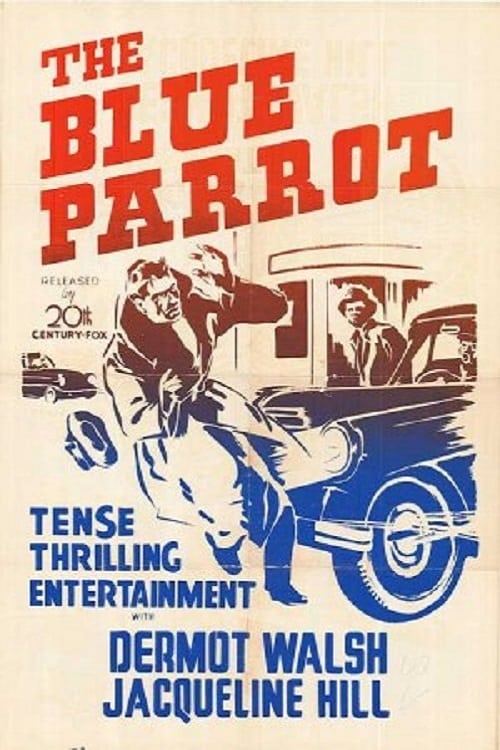 THE
BLUE
PARROT
RELEASED
by
20th
CENTURY-FOX
TENSE
THRILLING
ENTERTAINMENT
WITH
DERMOT WALSH
JACQUELINE HILL